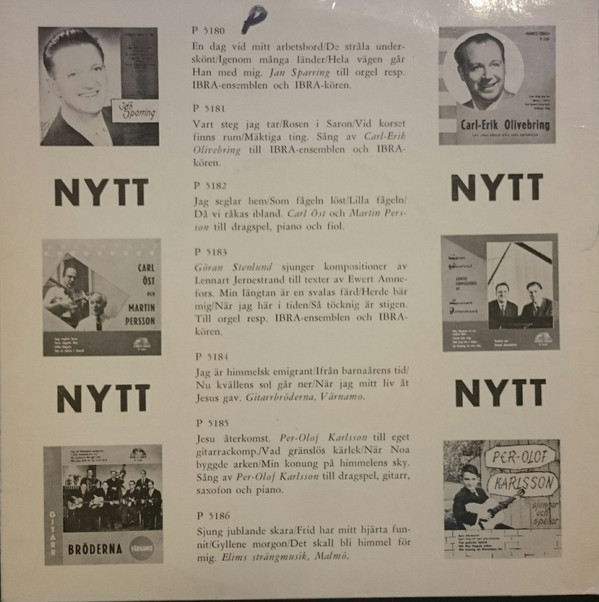 P
P 5180
En dag vid mitt arbetsbord/De stråla under-
skönt/Igenom många länder/Hela vägen går
Han med mig. Jan Sparring till orgel resp.
IBRA-ensemblen och IBRA-kören.
Jan Sparring
Carl-Erik Olivebring
P 5181
Vart steg jag tar/Rosen i Saron/Vid korset
finns rum/Mäktiga ting. Sång av Carl-Erik
Olivebring till IBRA-ensemblen och IBRA-
kören.
NYTT
NYTT
P 5182
Jag seglar hem/Som fågeln löst/Lilla fågeln/
Då vi råkas ibland. Carl Öst och Martin Pers-
son till dragspel, piano och fiol.
CARL
ÖST
OCH
MARTIN
PERSSON
P 5183
Göran Stenlund sjunger kompositioner av
Lennart Jernestrand till texter av Ewert Amne-
fors. Min längtan är en svalas färd/Herde bär
mig/När jag här i tiden/Så töcknig är stigen.
Till orgel resp. IBRA-ensemblen och IBRA-
kören.
P 5184
Jag är himmelsk emigrant/Ifrån barnaårens tid/
Nu kvällens sol går ner/När jag mitt liv åt
Jesus gav. Gitarrbröderna, Värnamo.
NYTT
NYTT
P 5185
Jesu återkomst. Per-Olof Karlsson till eget
gitarrackomp./Vad gränslös kärlek/När Noa
byggde arken/Min konung på himmelens sky.
Sång av Per-Olof Karlsson till dragspel, gitarr,
saxofon och piano.
GITARR
BRÖDERNA
VÄRNAMO
PER-OLOF
KARLSSON
sjunger
och spelar
P 5186
Sjung jublande skara/Frid har mitt hjärta fun-
nit/Gyllene morgon/Det skall bli himmel för
mig. Elims strängmusik, Malmö.